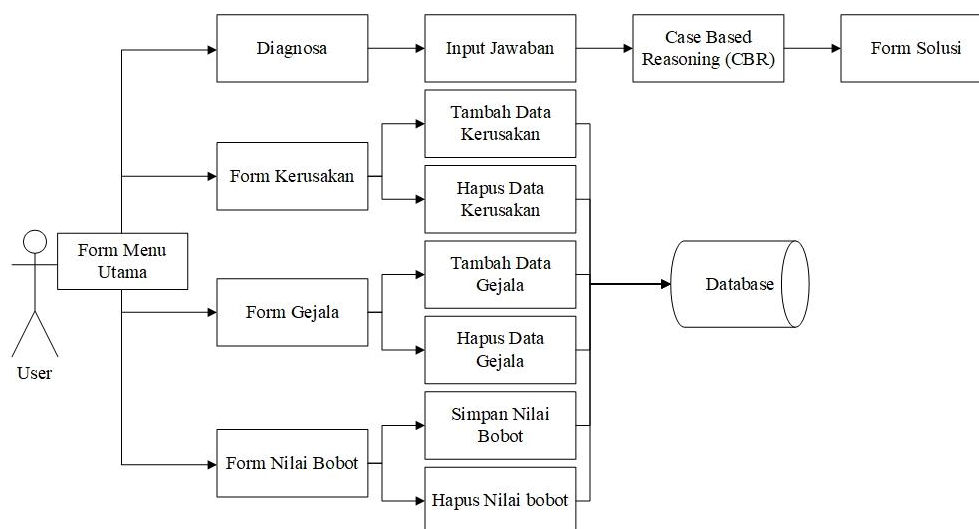 Diagnosa
Input Jawaban
Case Based
Reasoning (CBR)
Form Solusi
Tambah Data
Kerusakan
Form Kerusakan
Hapus Data
Kerusakan
Form Menu
Utama
Tambah Data
Gejala
Form Gejala
Database
Hapus Data
Gejala
User
Simpan Nilai
Bobot
Form Nilai Bobot
Hapus Nilai bobot